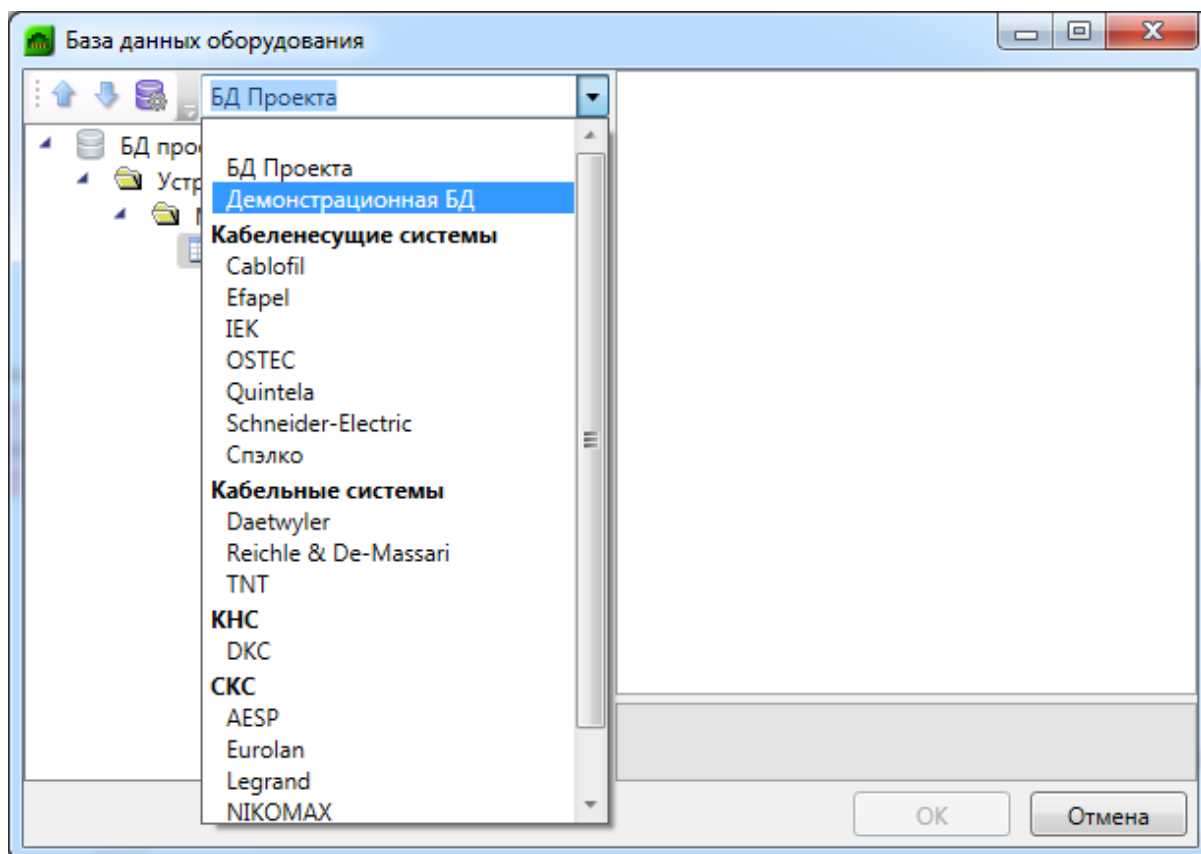 База данных оборудования
БД Проекта
БД
Устр
БД Проекта
Демонстрационная БД
Кабеленесущие системы
Cablofil
Efapel
IEK
OSTEC
Quintela
Schneider-Electric
Спэлко
Кабельные системы
Daetwyler
Reichle & De-Massari
TNT
КНС
DKC
СКС
AESP
Eurolan
Legrand
NIKOMAX
OK
Отмена